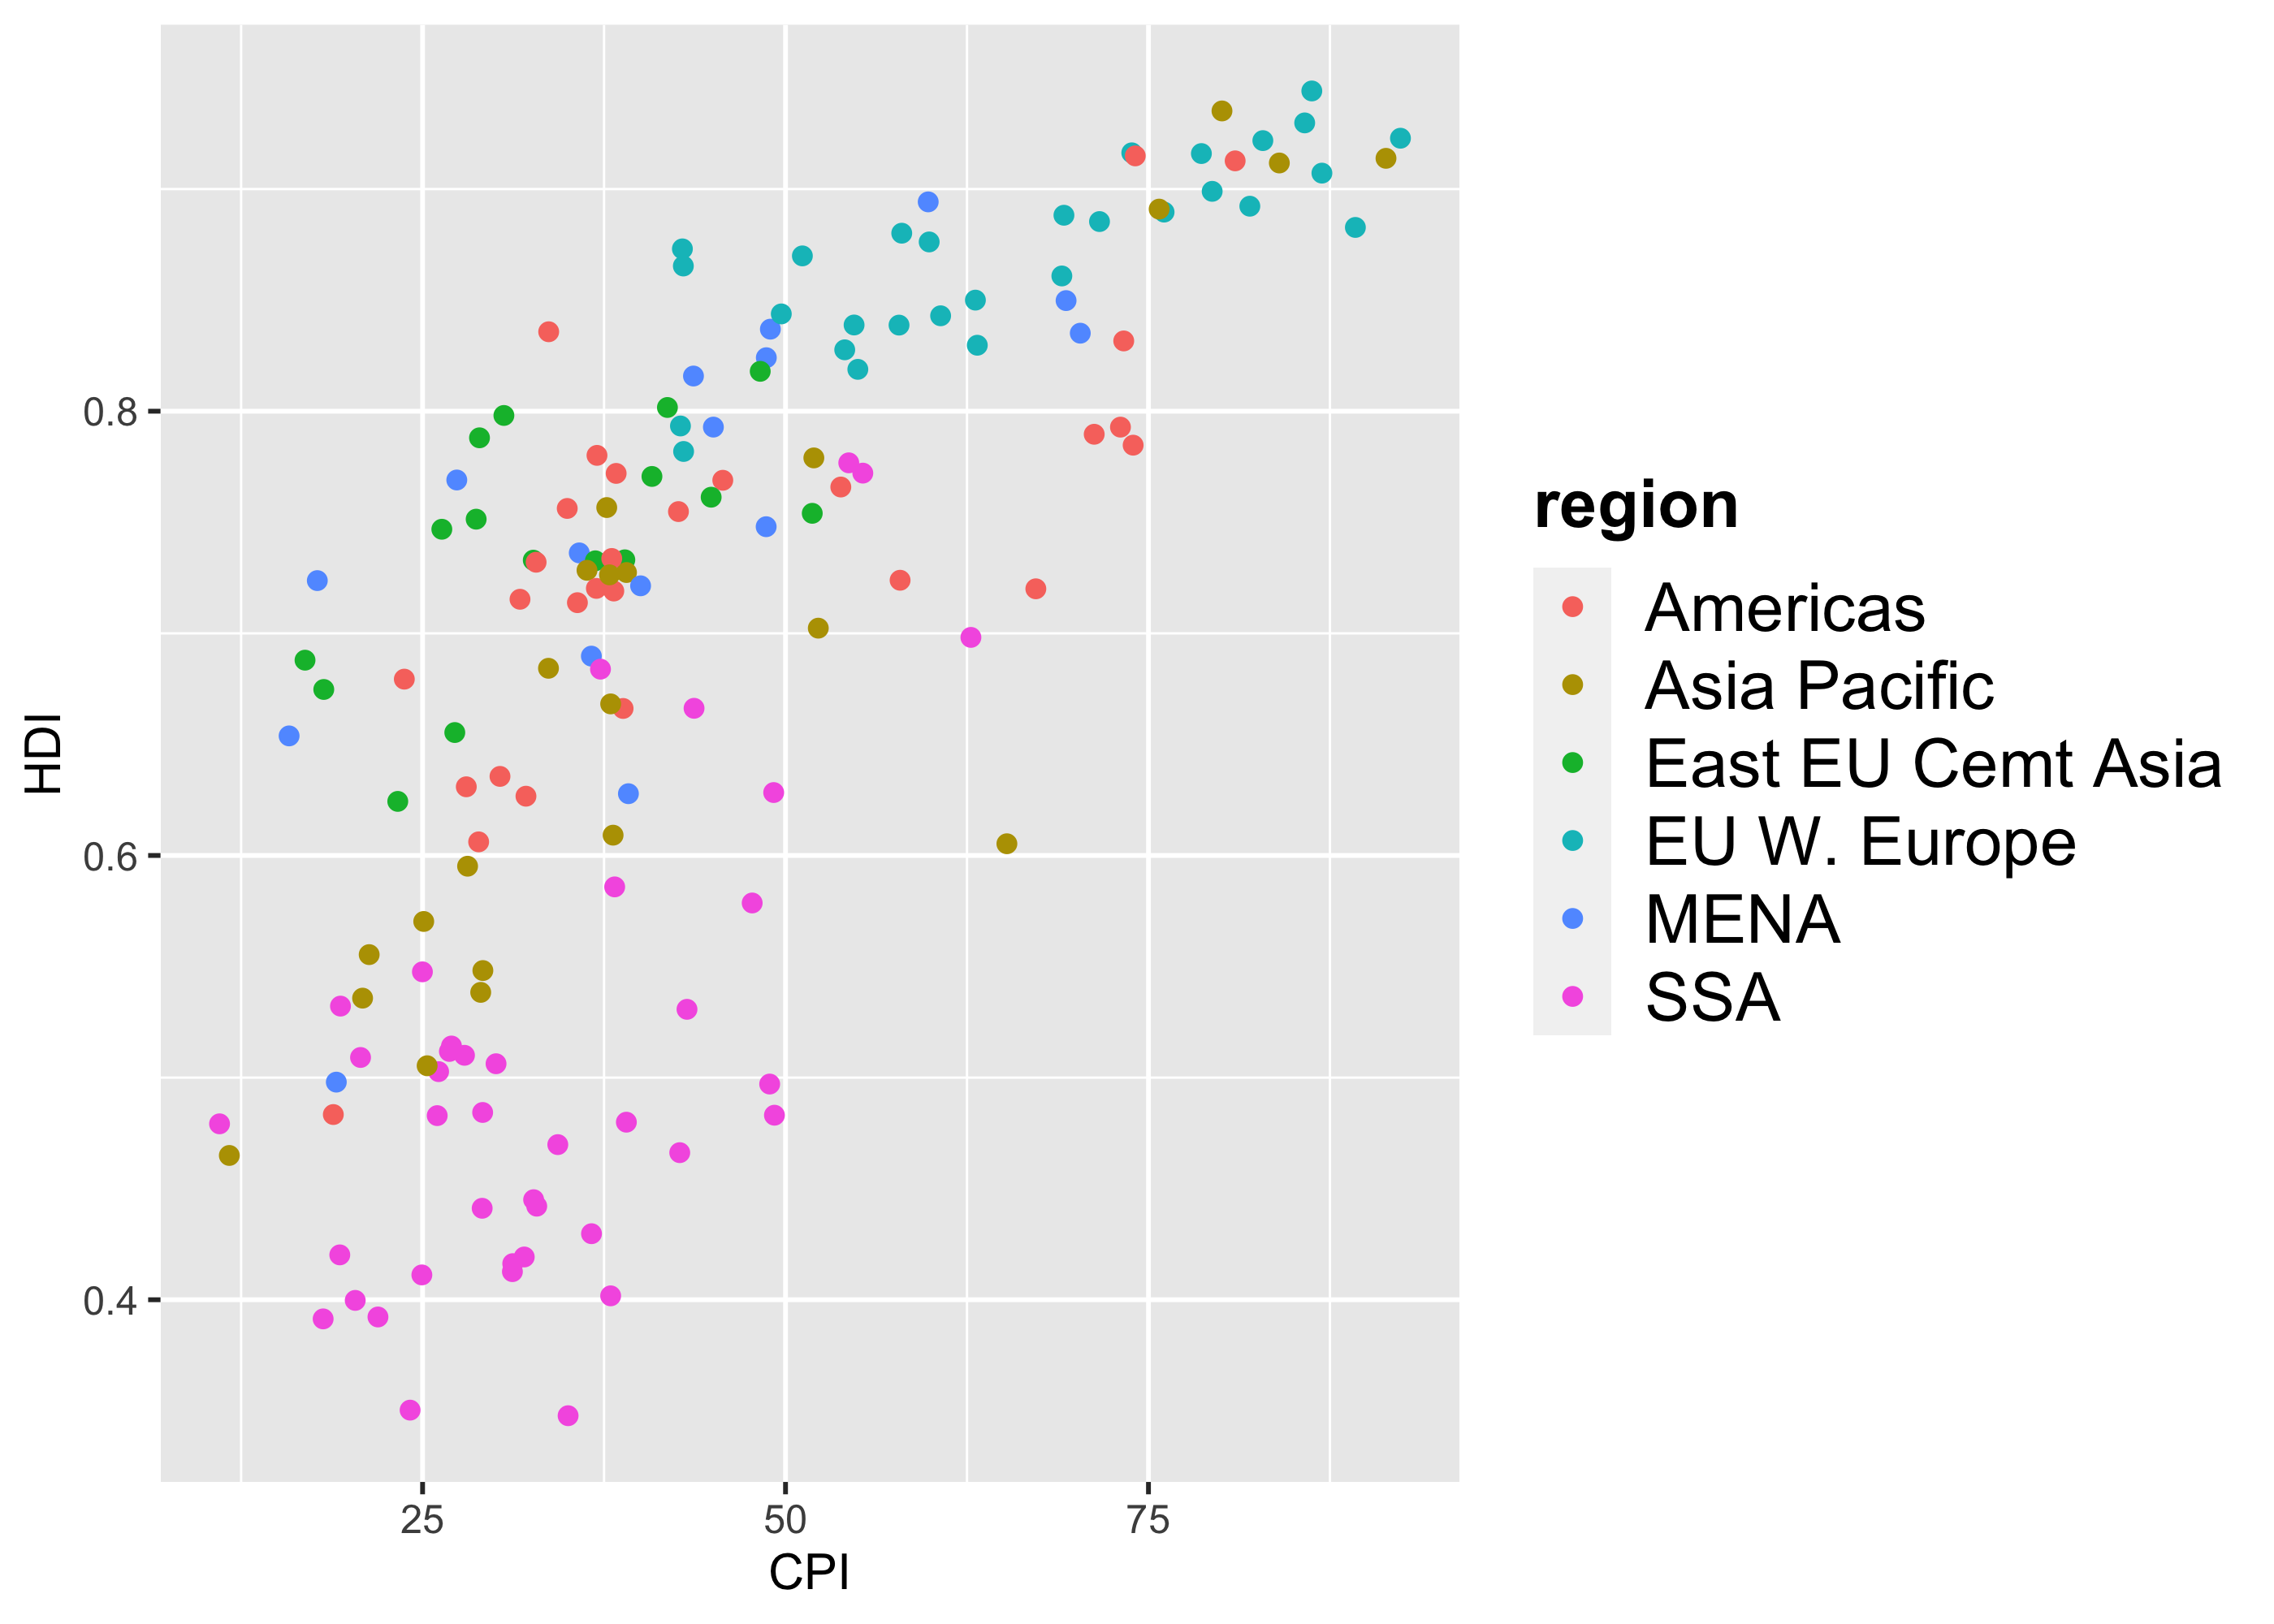 HDI
0.8
0.6
0.4
25 50 75
CPI
region
Americas
Asia Pacific
East EU Cemt Asia
EU W. Europe
MENA
SSA